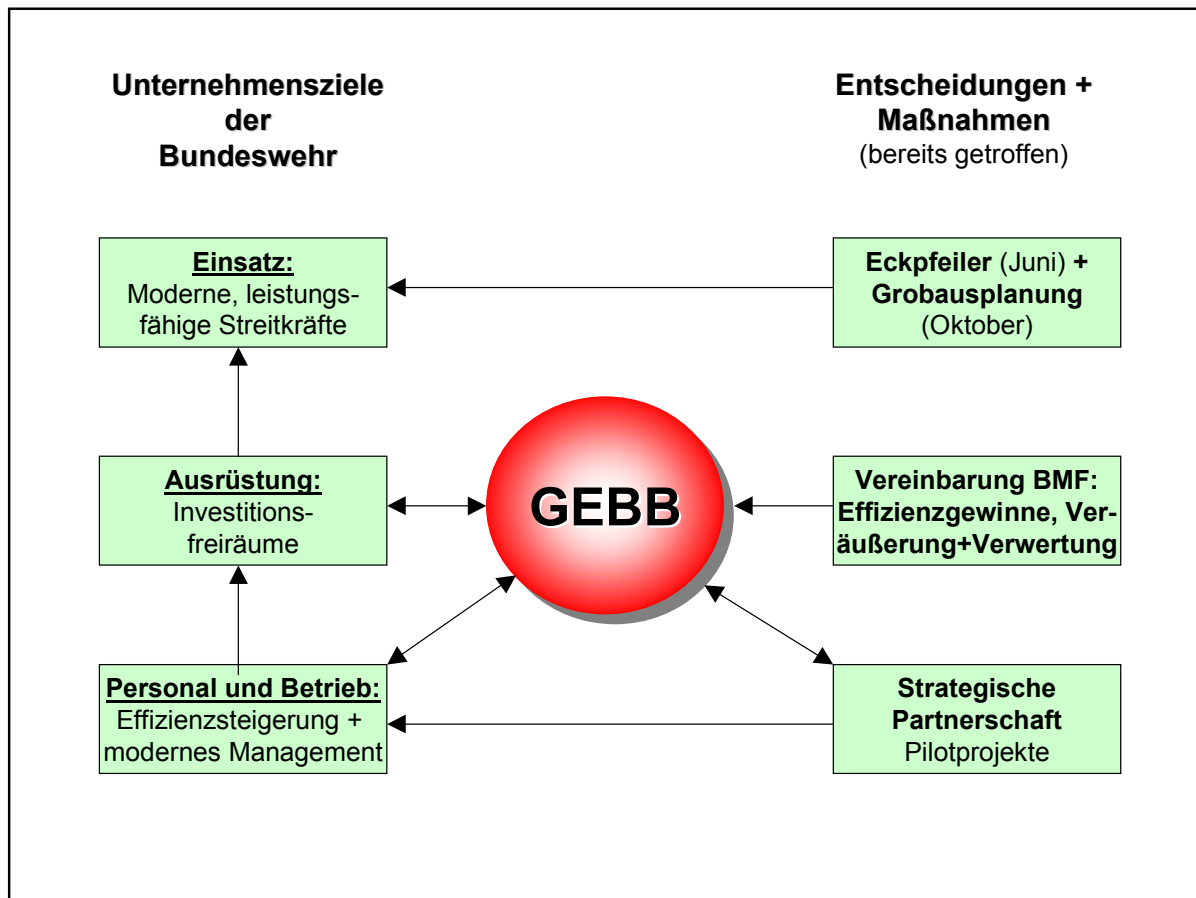 Unternehmensziele
der
Bundeswehr
Entscheidungen +
Maßnahmen
(bereits getroffen)
Einsatz:
Moderne, leistungs-
fähige Streitkräfte
Eckpfeiler (Juni) +
Grobausplanung
(Oktober)
Ausrüstung:
Investitions-
freiräume
GEBB
Vereinbarung BMF:
Effizienzgewinne, Ver-
äußerung+Verwertung
Personal und Betrieb:
Effizienzsteigerung +
modernes Management
Strategische
Partnerschaft
Pilotprojekte